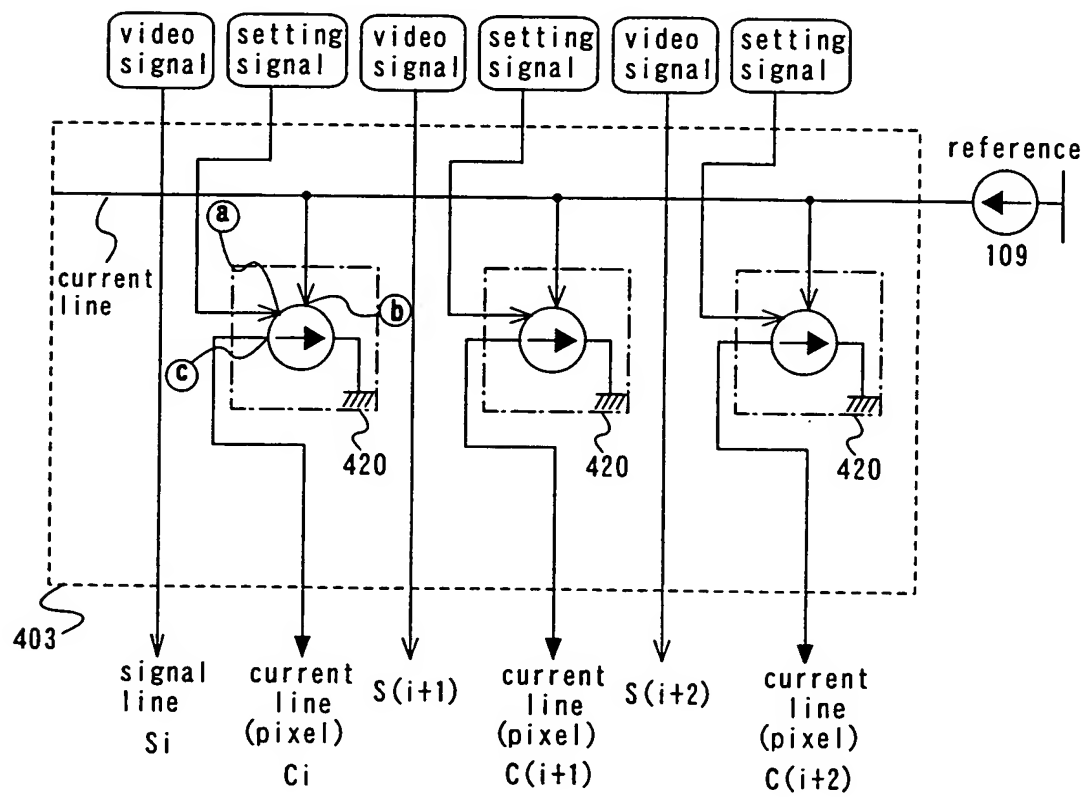 video
signal
setting
signal
video
signal
setting
signal
video
signal
setting
signal
reference
109
a
current
line
b
c
420
420
420
403
signal
line
Si
current
line
(pixel)
Ci
S(i+1)
current
line
(pixel)
C(i+1)
S(i+2)
current
line
(pixel)
C(i+2)